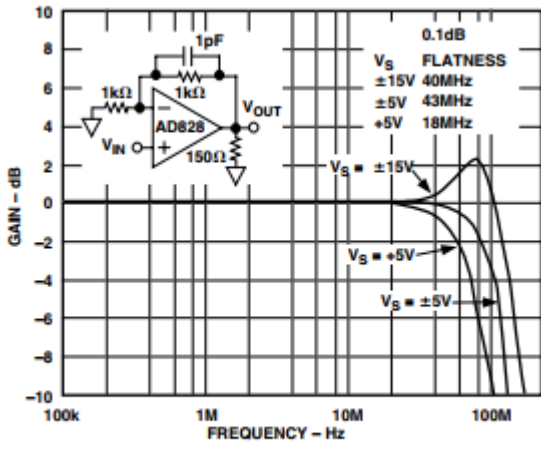 10
8
6
4
2
0
–2
–4
–6
–8
–10
GAIN – dB
1pF
1kΩ
1kΩ
VOUT
AD828
VIN
–
+
150Ω
0.1dB
VS FLATNESS
±15V 40MHz
±5V 43MHz
+5V 18MHz
VS = ±15V
VS = +5V
VS = ±5V
100k 1M 10M 100M
FREQUENCY – Hz